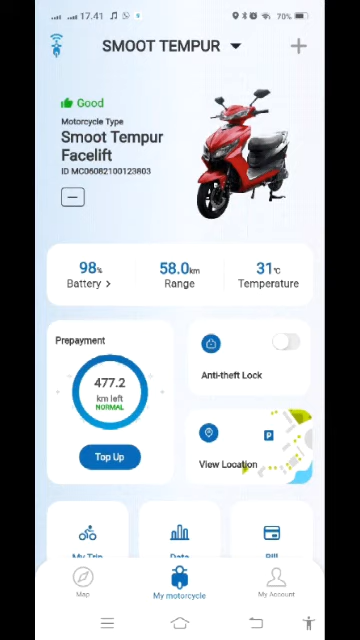 17.41
70%
SMOOT TEMPUR
Good
Motorcycle Type
Smoot Tempur
Facelift
ID MC06082100123803
98%
Battery >
58.0km
Range
31°C
Temperature
Prepayment
477.2
km left
NORMAL
Top Up
Anti-theft Lock
P
View Location
My Trip
Data
Bill
Map
My motorcycle
My Account